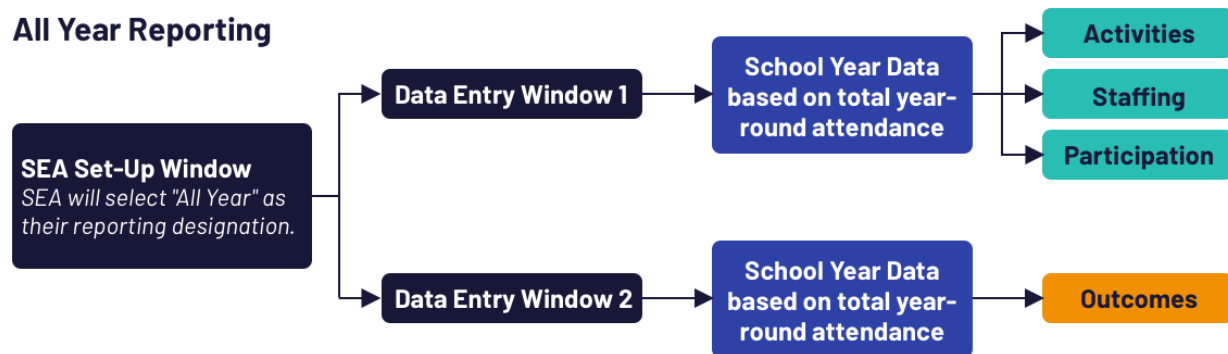 All Year Reporting
SEA Set-Up Window
SEA will select "All Year" as
their reporting designation.
Data Entry Window 1
School Year Data
based on total year-
round attendance
Activities
Staffing
Participation
Data Entry Window 2
School Year Data
based on total year-
round attendance
Outcomes